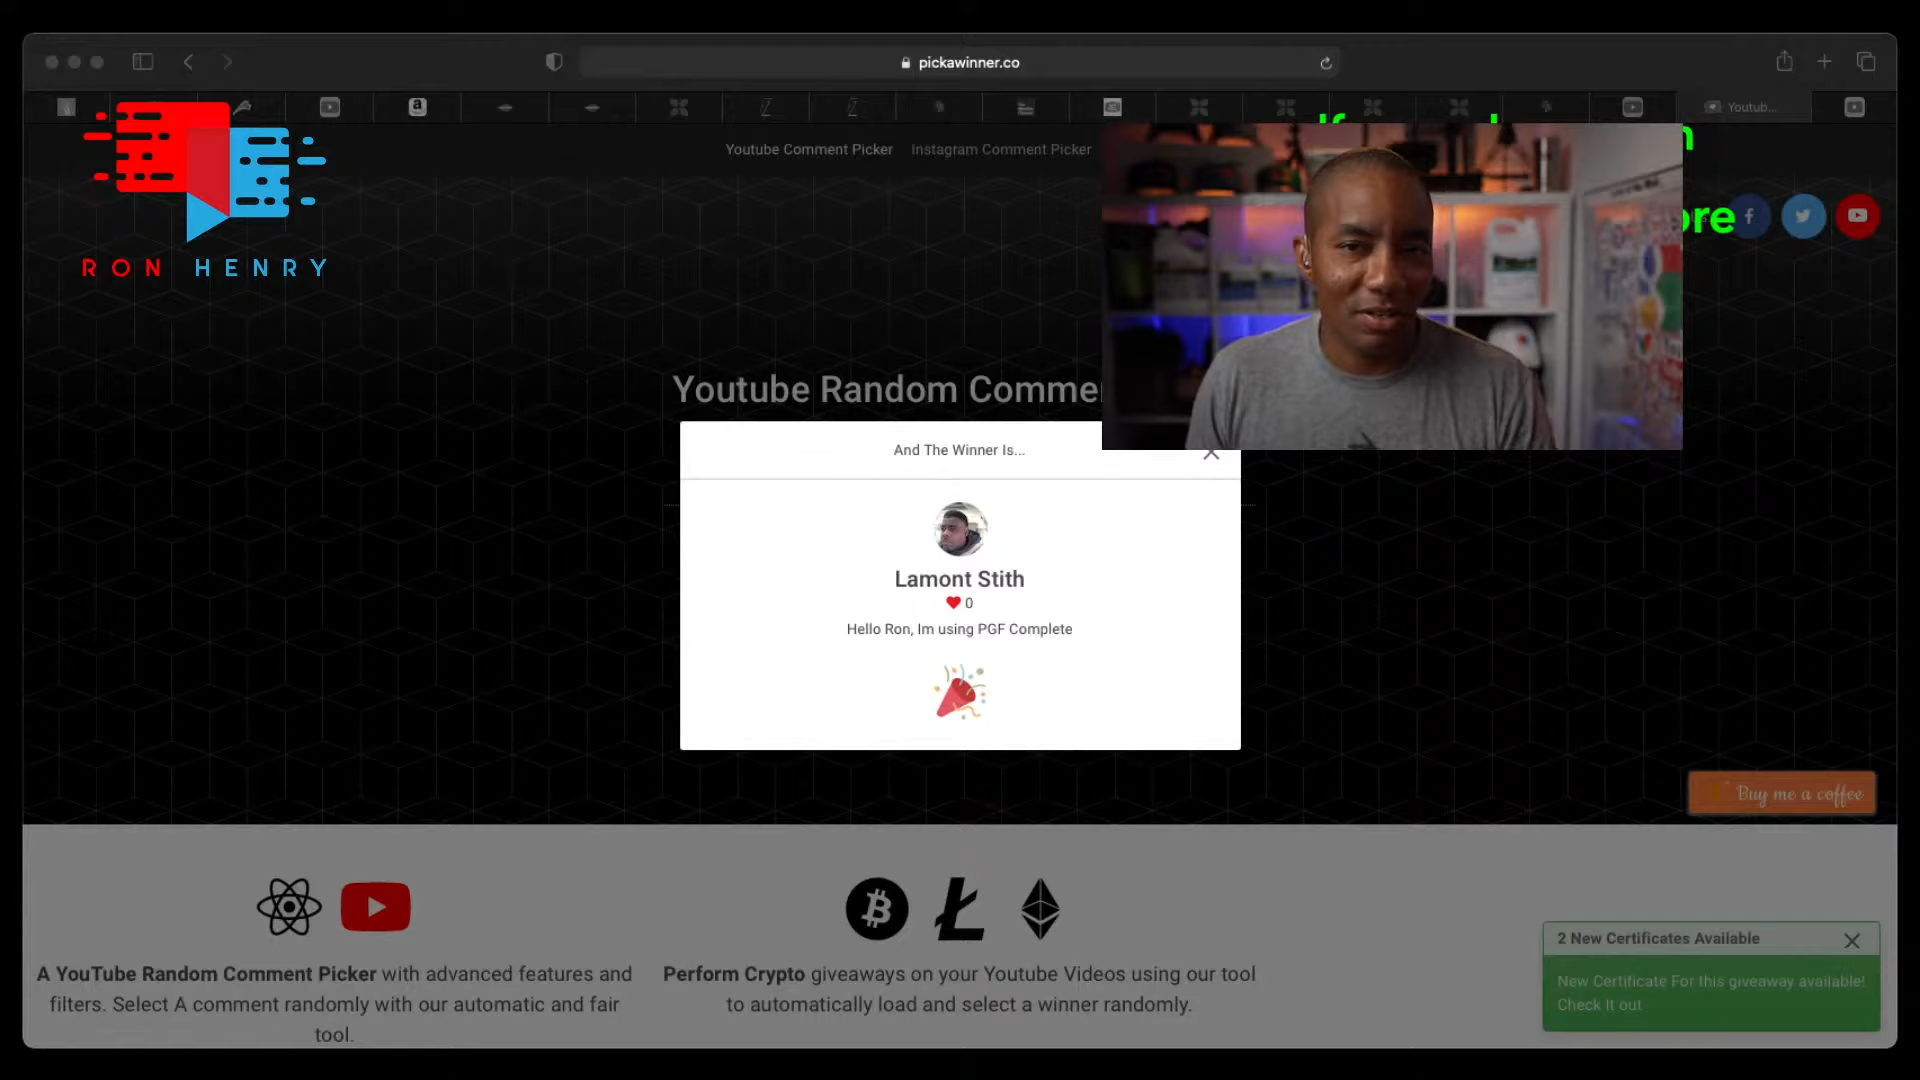 pickawinner.co
Youtub...
RON HENRY
Youtube Comment Picker Instagram Comment Picker
Youtube Random
And The Winner Is...
Lamont Stith
0
Hello Ron, Im using PGF Complete
Buy me a coffee
A YouTube Random Comment Picker with advanced features and
filters. Select A comment randomly with our automatic and fair
tool.
Perform Crypto giveaways on your Youtube Videos using our tool
to automatically load and select a winner randomly.
2 New Certificates Available
New Certificate For this giveaway available!
Check It out